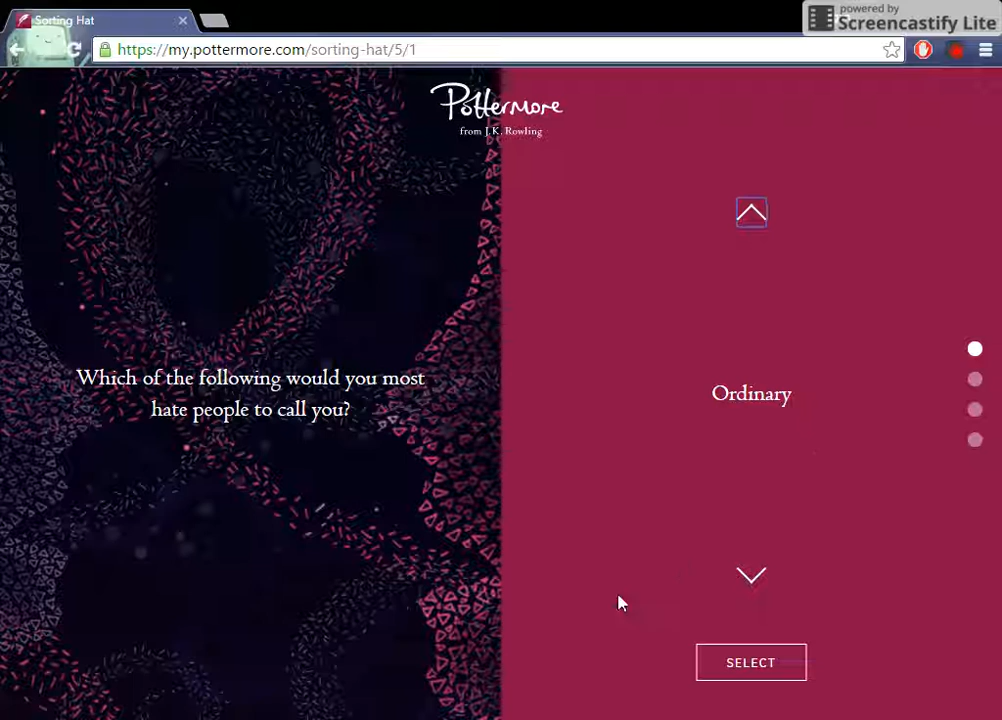 Sorting Hat
powered by
Screencastify Lite
https://my.pottermore.com/sorting-hat/5/1
Pottermore
from J.K. Rowling
Which of the following would you most
hate people to call you?
Ordinary
SELECT